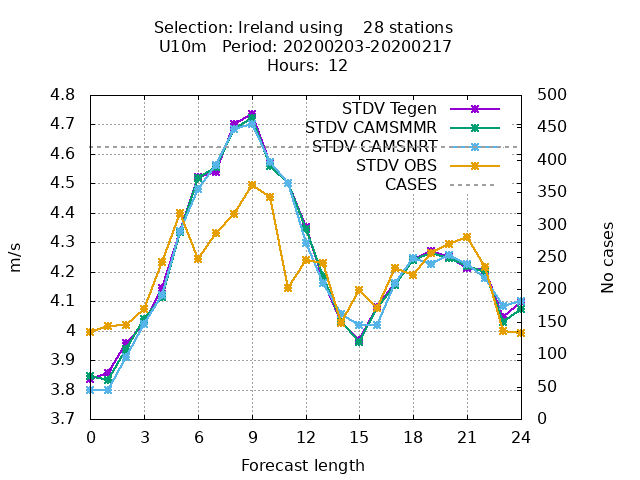 Selection: Ireland using    28 stations
U10m   Period: 20200203-20200217
Hours:  12
4.8
4.7
4.6
4.5
4.4
4.3
4.2
4.1
4
3.9
3.8
3.7
m/s
STDV Tegen
STDV CAMSMMR
STDV CAMSNRT
STDV OBS
CASES
500
450
400
350
300
250
200
150
100
50
0
No cases
0 3 6 9 12 15 18 21 24
Forecast length